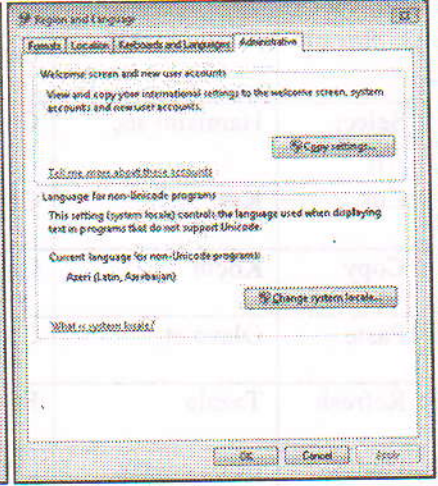 Region and Language
Formats Location Keyboards and Languages Administrative
Welcome screen and new user accounts
View and copy your international settings to the welcome screen, system
accounts and new user accounts.
Copy settings...
Tell me more about these accounts
Language for non-Unicode programs
This setting (system locale) controls the language used when displaying
text in programs that do not support Unicode.
Current language for non-Unicode programs:
Azeri (Latin, Azerbaijan)
Change system locale...
What is system locale?
OK Cancel Apply